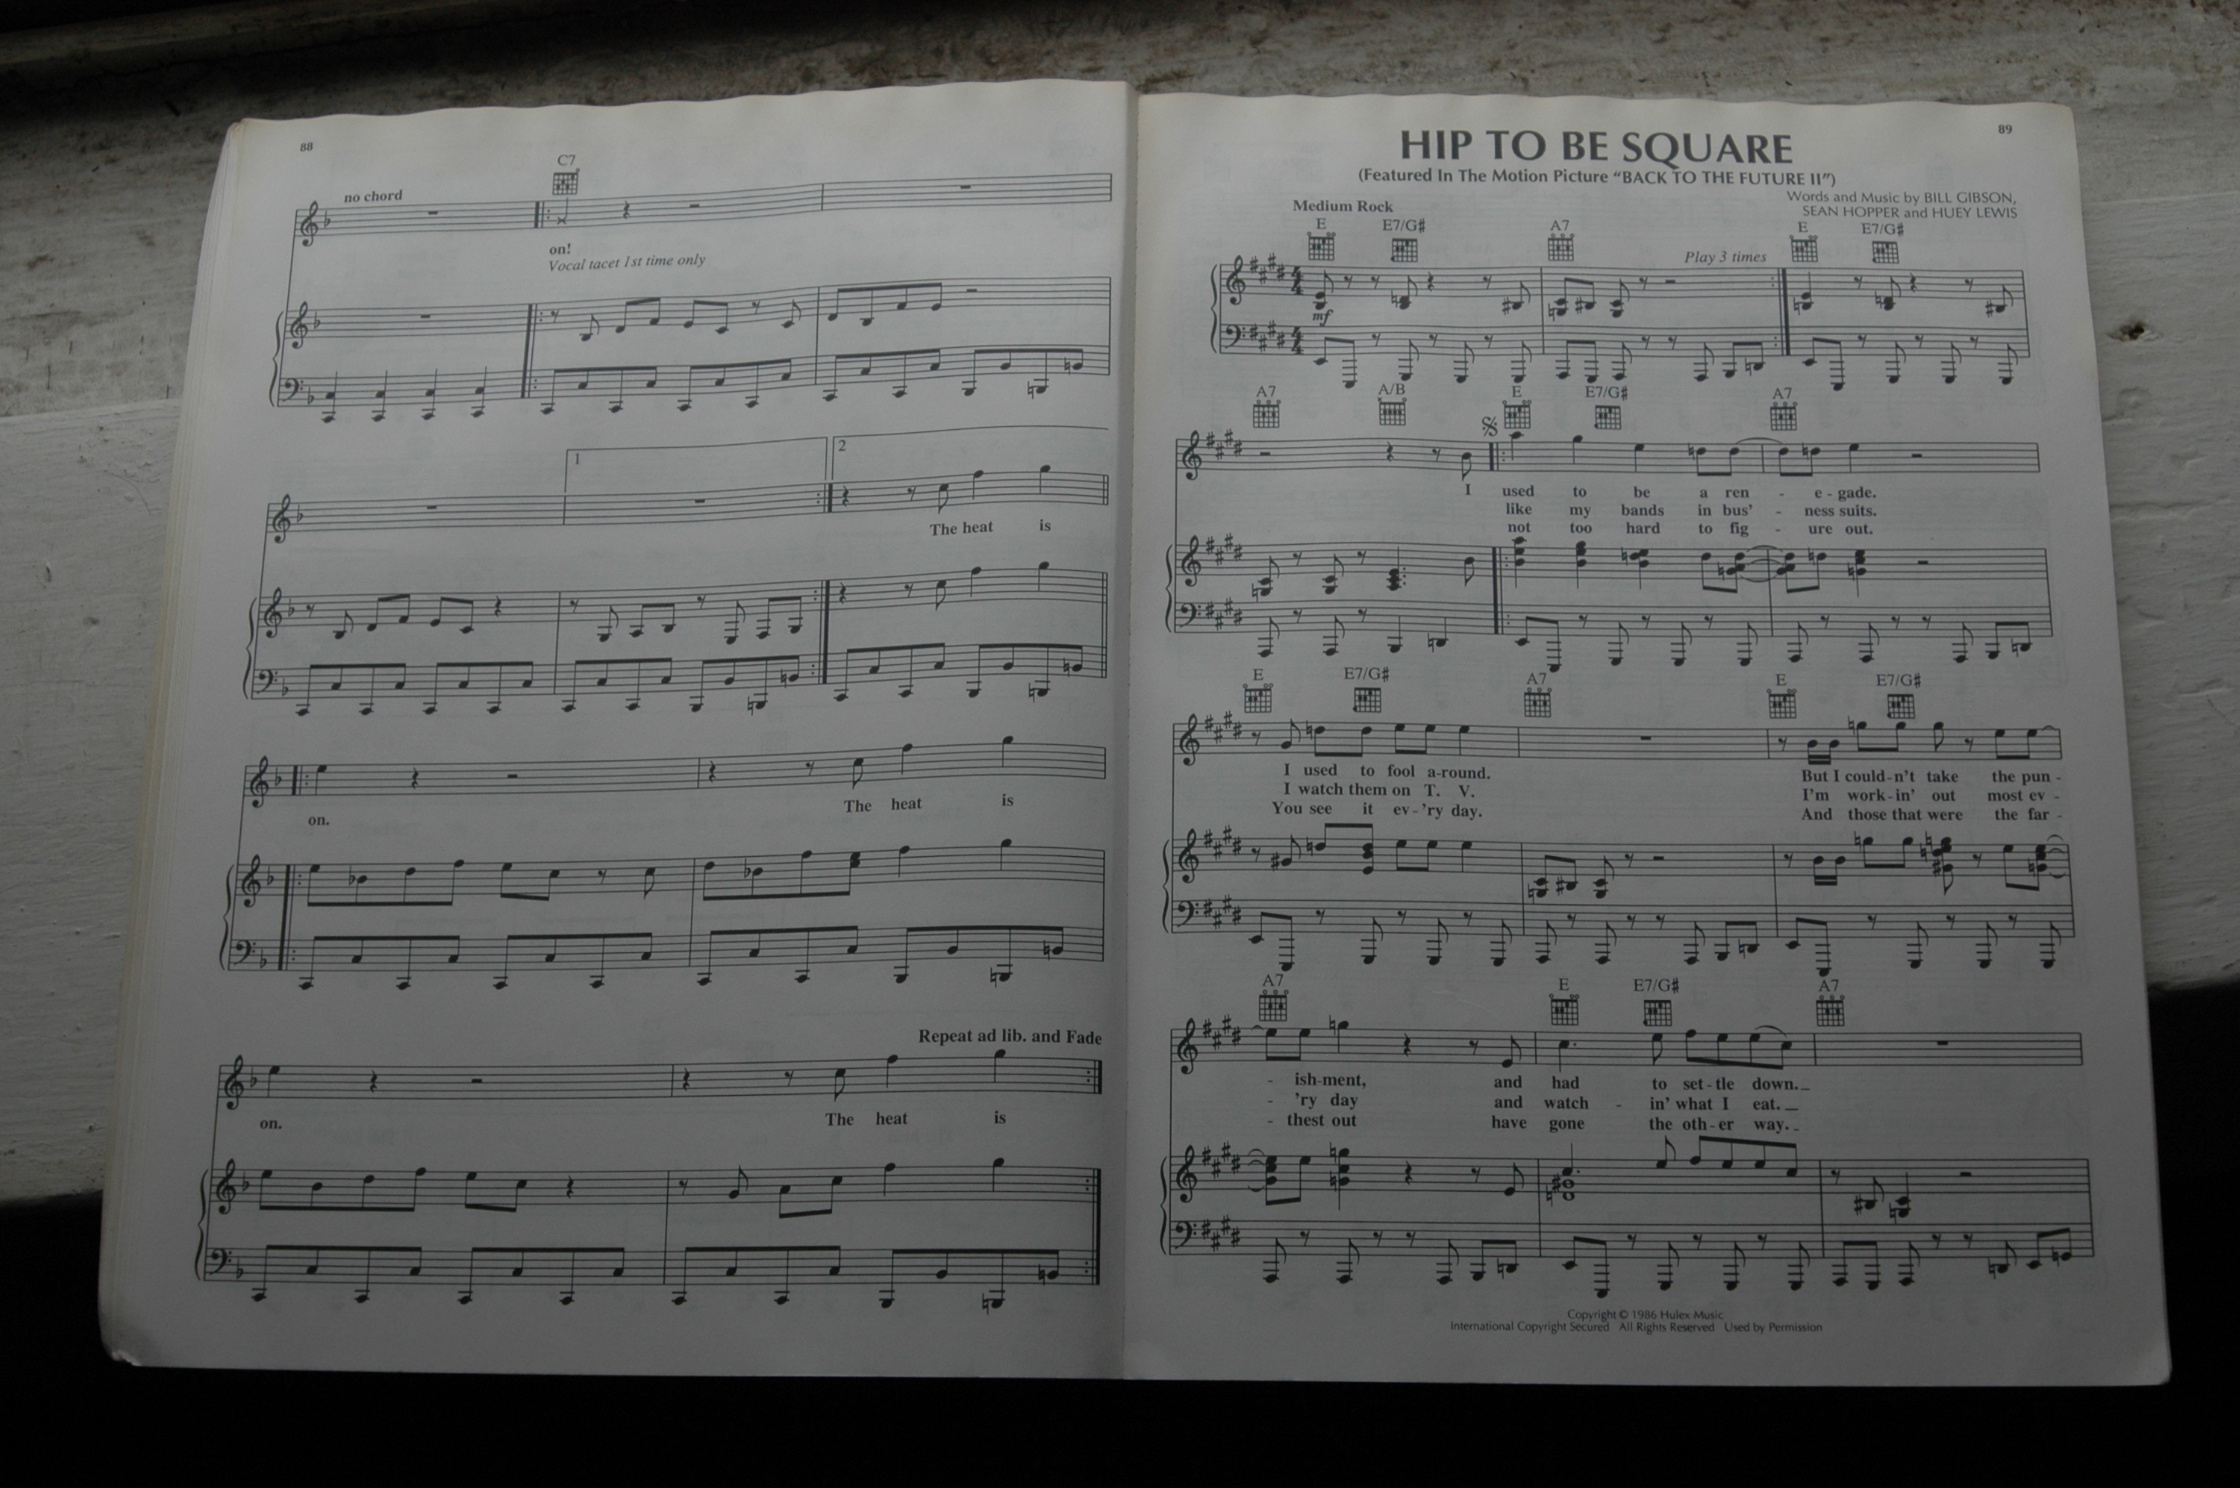 88
no chord
C7
on!
Vocal tacet 1st time only
mf
1
2
The heat is
on.
The heat is
Repeat ad lib. and Fade
on.
The heat is
89
HIP TO BE SQUARE
(Featured In The Motion Picture “BACK TO THE FUTURE II”)
Words and Music by BILL GIBSON,
SEAN HOPPER and HUEY LEWIS
Medium Rock
E E7/G♯ A7 Play 3 times E E7/G♯
A7 A/B E E7/G♯ A7
I used to be a ren - e - gade.
like my bands in bus' - ness suits.
not too hard to fig - ure out.
E E7/G♯ A7 E E7/G♯
I used to fool a-round. But I could-n't take the pun -
I watch them on T. V. I'm work-in' out most ev -
You see it ev-'ry day. And those that were the far -
A7 E E7/G♯ A7
- ish-ment, and had to set-tle down.
- 'ry day and watch - in' what I eat.
- thest out have gone the oth-er way.
Copyright © 1986 Hulex Music
International Copyright Secured All Rights Reserved Used by Permission